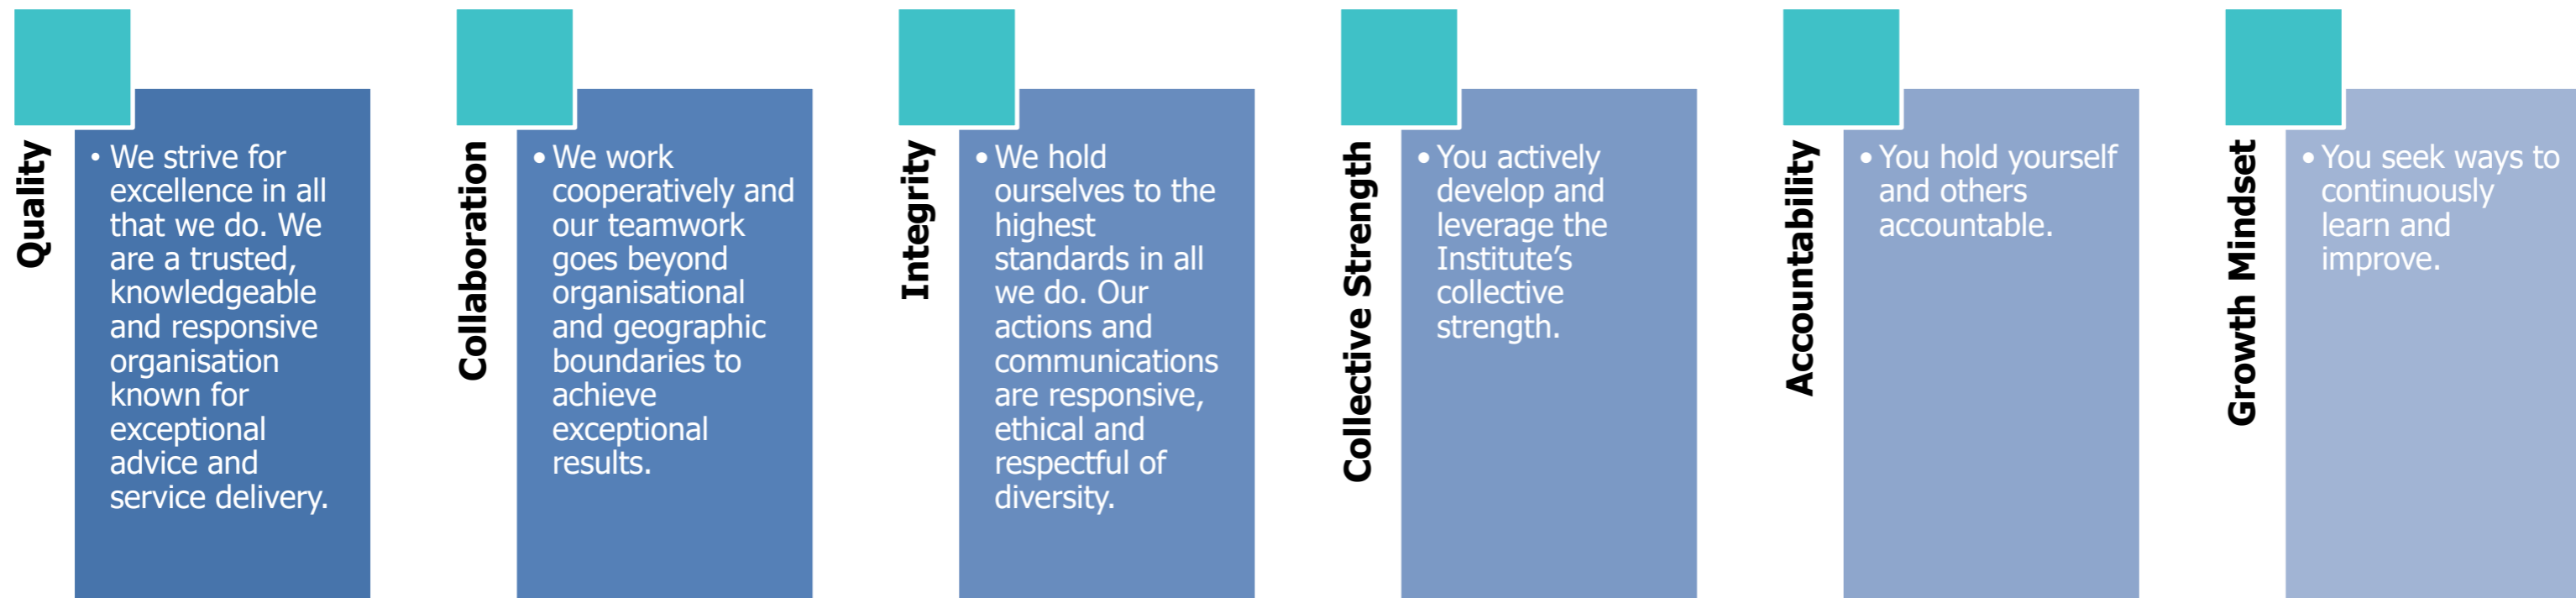 Quality
• We strive for
excellence in all
that we do. We
are a trusted,
knowledgeable
and responsive
organisation
known for
exceptional
advice and
service delivery.
Collaboration
• We work
cooperatively and
our teamwork
goes beyond
organisational
and geographic
boundaries to
achieve
exceptional
results.
Integrity
• We hold
ourselves to the
highest
standards in all
we do. Our
actions and
communications
are responsive,
ethical and
respectful of
diversity.
Collective Strength
• You actively
develop and
leverage the
Institute’s
collective
strength.
Accountability
• You hold yourself
and others
accountable.
Growth Mindset
• You seek ways to
continuously
learn and
improve.